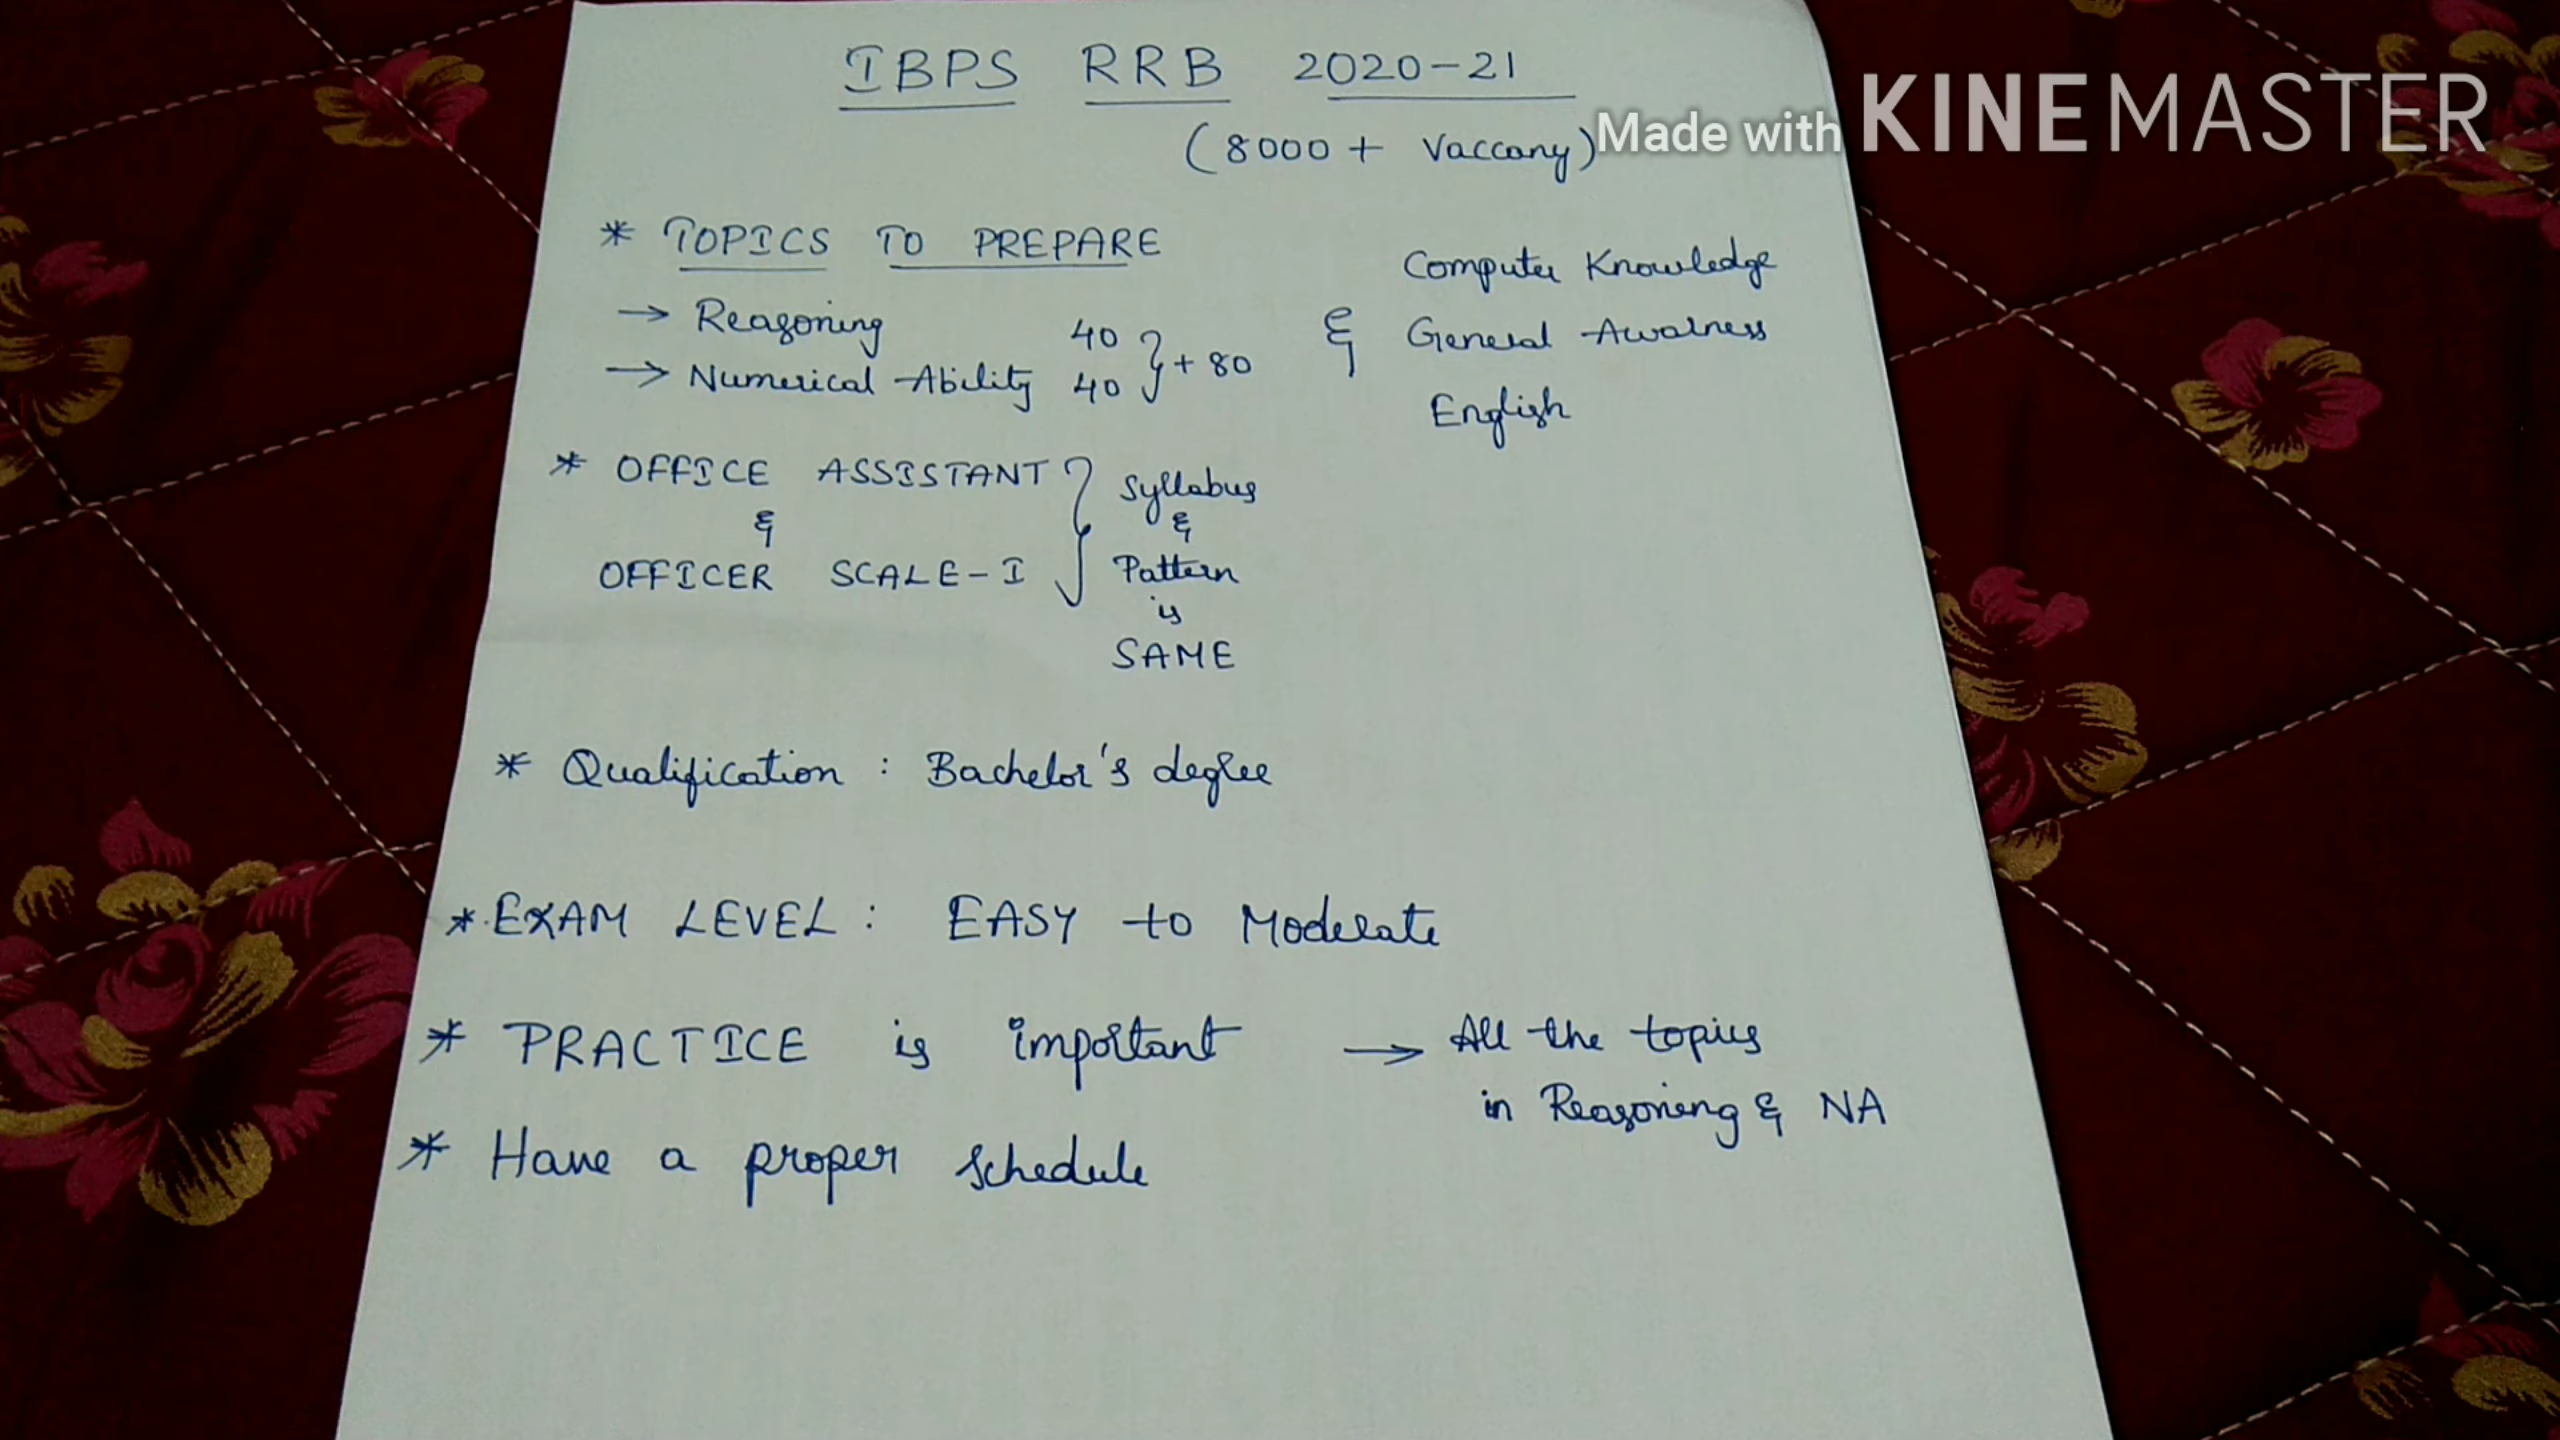 IBPS RRB 2020-21
(8000+ Vaccany)
Made with KINEMASTER
* TOPICS TO PREPARE
→ Reasoning 40
→ Numerical Ability 40 } + 80
& Computer Knowledge
General Awarness
English
* OFFICE ASSISTANT
&
OFFICER SCALE-I
} Syllabus
&
Pattern
is
SAME
* Qualification : Bachelor's degree
* EXAM LEVEL : EASY to Moderate
* PRACTICE is important → All the topics
in Reasoning & NA
* Have a proper schedule